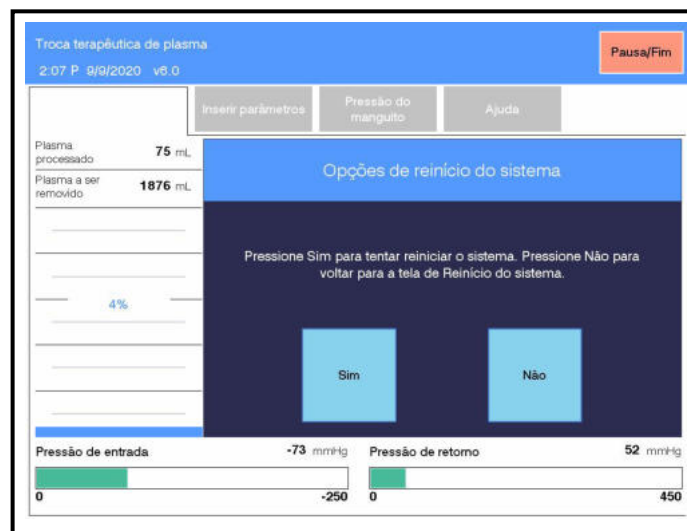 Troca terapêutica de plasma
2:07 P 9/9/2020 v6.0
Pausa/Fim
Inserir parâmetros
Pressão do
manguito
Ajuda
Plasma
processado 75 mL
Plasma a ser
removido 1876 mL
4%
Opções de reinício do sistema
Pressione Sim para tentar reiniciar o sistema. Pressione Não para
voltar para a tela de Reinício do sistema.
Sim
Não
Pressão de entrada -73 mmHg
0 -250
Pressão de retorno 52 mmHg
0 450